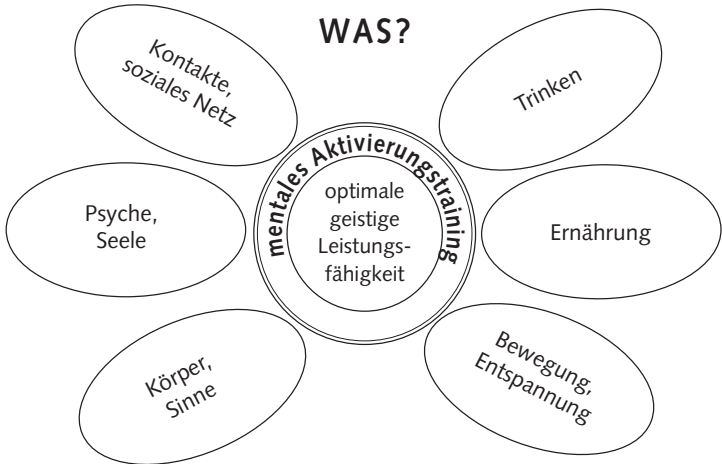 WAS?
Kontakte,
soziales Netz
Trinken
mentales Aktivierungstraining
optimale
geistige
Leistungs-
fähigkeit
Psyche,
Seele
Ernährung
Körper,
Sinne
Bewegung,
Entspannung